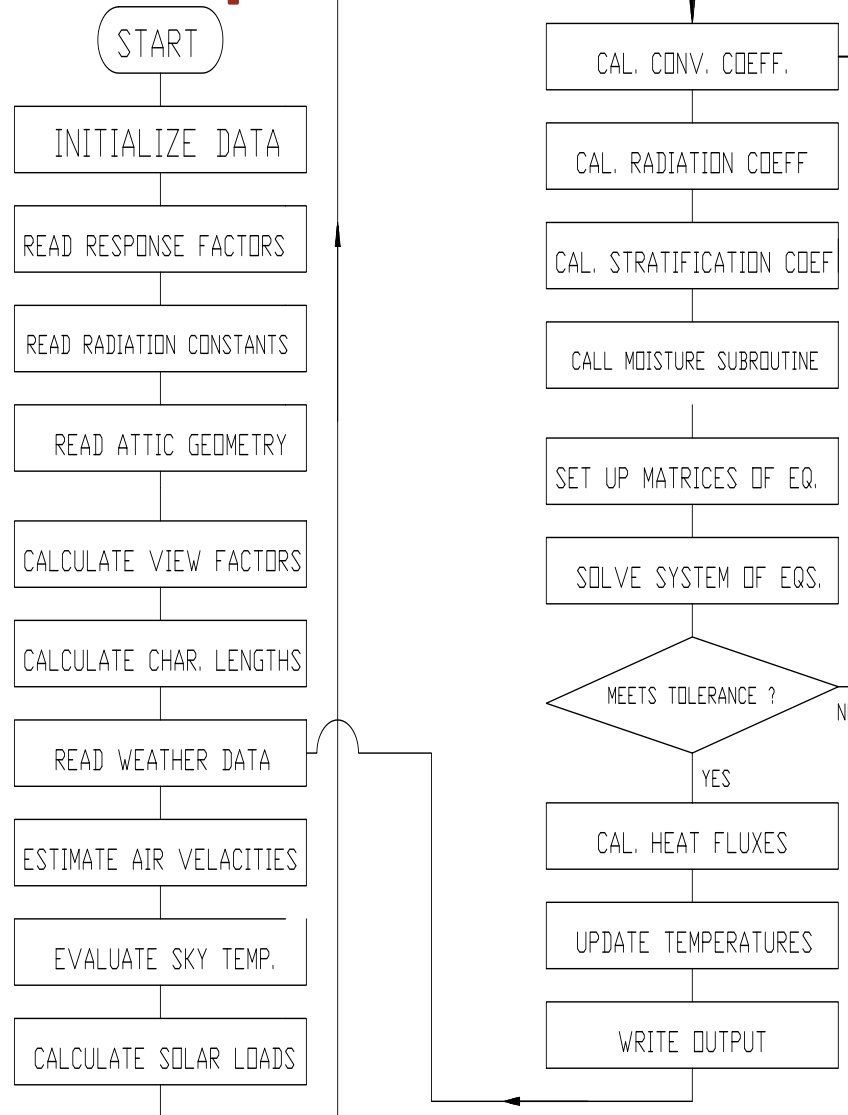 START
INITIALIZE DATA
READ RESPONSE FACTORS
READ RADIATION CONSTANTS
READ ATTIC GEOMETRY
CALCULATE VIEW FACTORS
CALCULATE CHAR. LENGTHS
READ WEATHER DATA
ESTIMATE AIR VELACITIES
EVALUATE SKY TEMP.
CALCULATE SOLAR LOADS
CAL. CONV. COEFF.
CAL. RADIATION COEFF
CAL. STRATIFICATION COEF
CALL MOISTURE SUBROUTINE
SET UP MATRICES OF EQ.
SOLVE SYSTEM OF EQS.
MEETS TOLERANCE ?
YES
CAL. HEAT FLUXES
UPDATE TEMPERATURES
WRITE OUTPUT